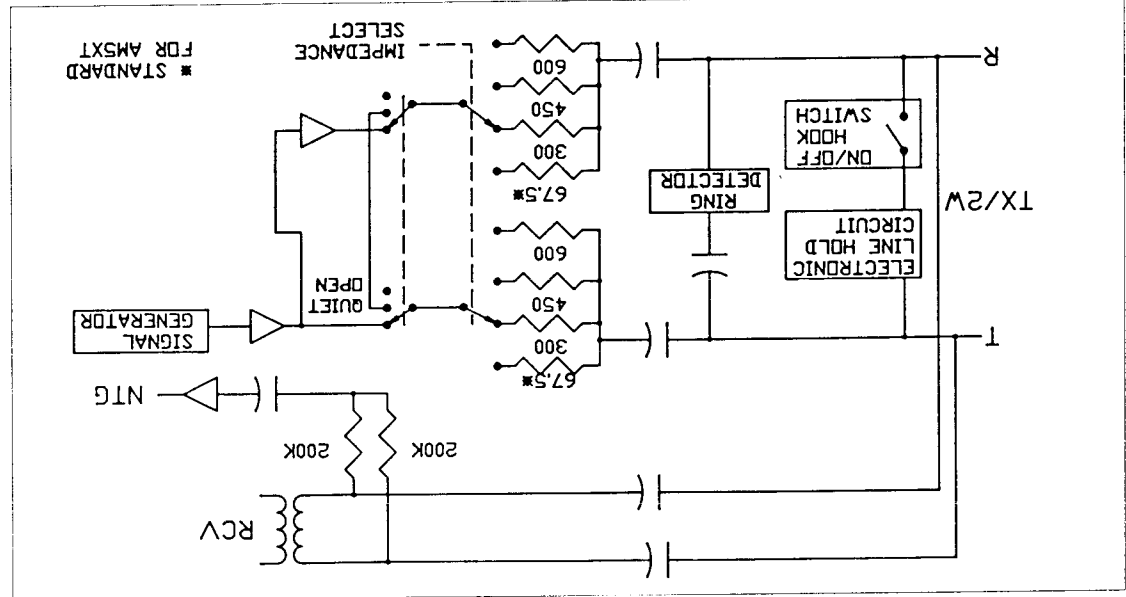 RCV
200K
200K
NTG
67.5*
T
300
SIGNAL
GENERATOR
450
QUIET
OPEN
600
ELECTRONIC
LINE HOLD
CIRCUIT
TX/2W
RING
DETECTOR
67.5*
ON/OFF
HOOK
SWITCH
300
450
600
R
IMPEDANCE
SELECT
* STANDARD
FOR AM5XT